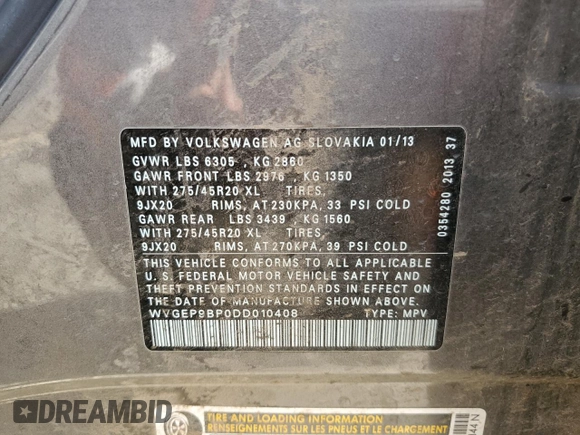 MFD BY VOLKSWAGEN AG SLOVAKIA 01/13
GVWR LBS 6305 , KG 2860
GAWR FRONT LBS 2976 , KG 1350
WITH 275/45R20 XL TIRES,
9JX20 RIMS, AT 230KPA, 33 PSI COLD
GAWR REAR LBS 3439 , KG 1560
WITH 275/45R20 XL TIRES,
9JX20 RIMS, AT 270KPA, 39 PSI COLD
THIS VEHICLE CONFORMS TO ALL APPLICABLE
U.S. FEDERAL MOTOR VEHICLE SAFETY AND
THEFT PREVENTION STANDARDS IN EFFECT ON
THE DATE OF MANUFACTURE SHOWN ABOVE.
WVGEP9BP0DD010408 TYPE: MPV
0354280 2013 37
TIRE AND LOADING INFORMATION
RENSEIGNEMENTS SUR LES PNEUS ET LE CHARGEMENT
044 N
DREAMBID